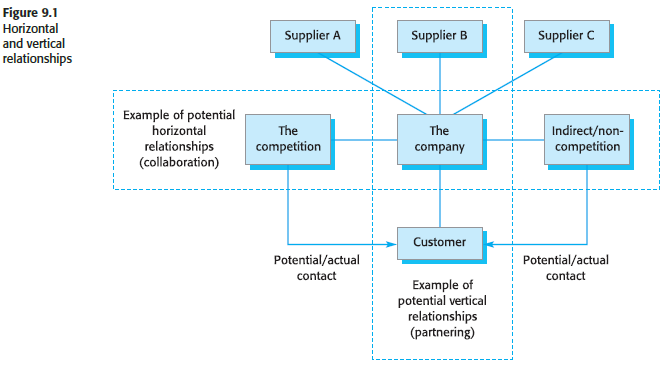 Figure 9.1
Horizontal
and vertical
relationships
Supplier A
Supplier B
Supplier C
Example of potential
horizontal
relationships
(collaboration)
The
competition
The
company
Indirect/non-
competition
Customer
Potential/actual
contact
Potential/actual
contact
Example of
potential vertical
relationships
(partnering)